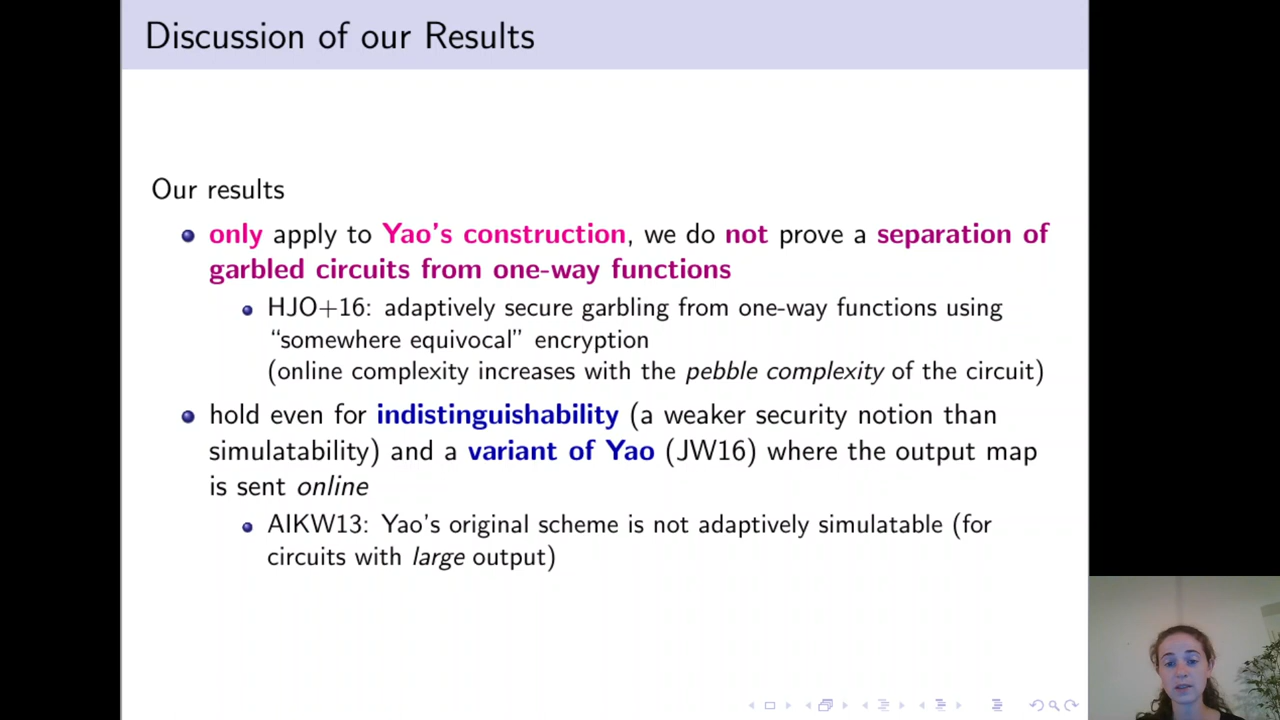 Discussion of our Results
Our results
only apply to Yao's construction, we do not prove a separation of
garbled circuits from one-way functions
HJO+16: adaptively secure garbling from one-way functions using
"somewhere equivocal" encryption
(online complexity increases with the pebble complexity of the circuit)
hold even for indistinguishability (a weaker security notion than
simulatability) and a variant of Yao (JW16) where the output map
is sent online
AIKW13: Yao's original scheme is not adaptively simulatable (for
circuits with large output)